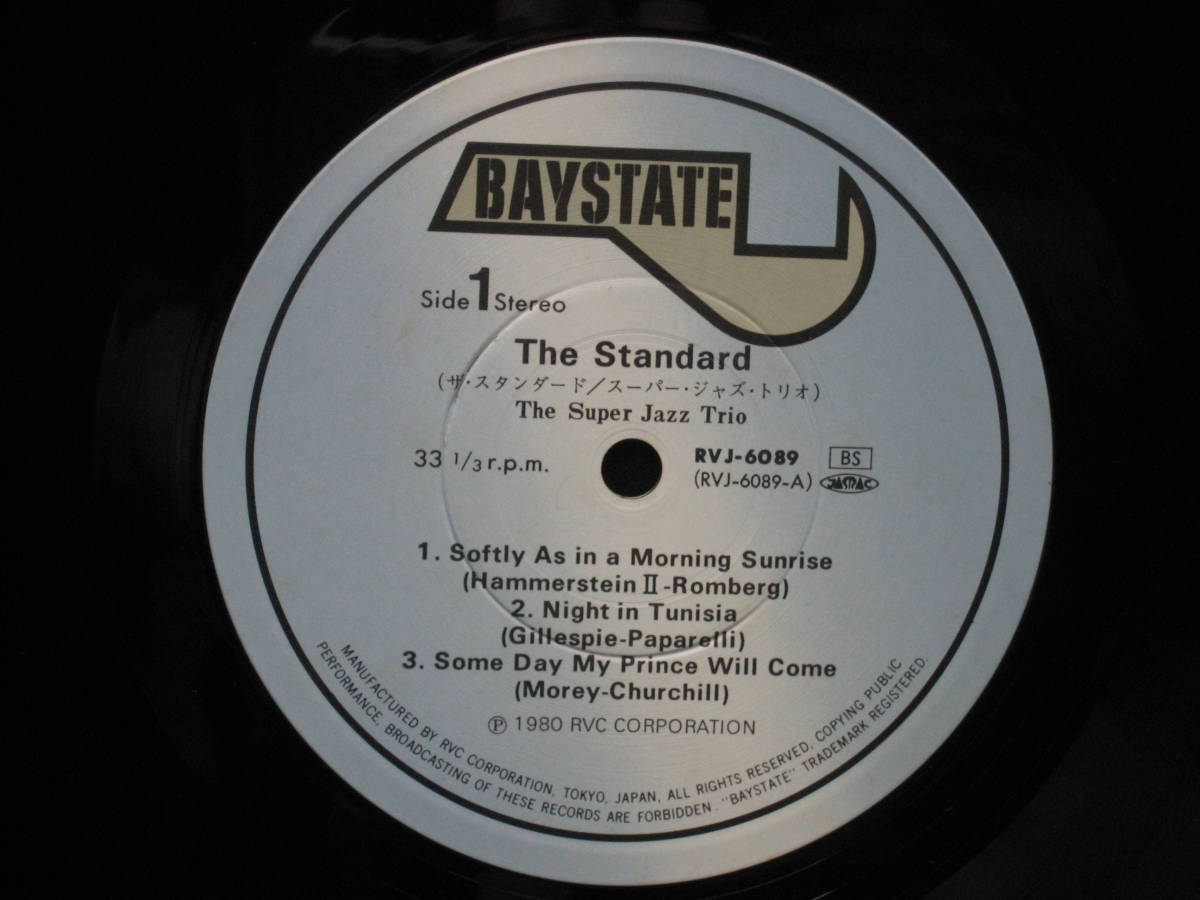 BAYSTATE
Side 1 Stereo
The Standard
(ザ・スタンダード/スーパー・ジャズ・トリオ)
The Super Jazz Trio
33 1/3 r.p.m.
RVJ-6089 BS
(RVJ-6089-A) JASRAC
1. Softly As in a Morning Sunrise
(Hammerstein II-Romberg)
2. Night in Tunisia
(Gillespie-Paparelli)
3. Some Day My Prince Will Come
(Morey-Churchill)
Ⓟ 1980 RVC CORPORATION
MANUFACTURED BY RVC CORPORATION, TOKYO, JAPAN, ALL RIGHTS RESERVED, COPYING PUBLIC
PERFORMANCE, BROADCASTING OF THESE RECORDS ARE FORBIDDEN. "BAYSTATE" TRADEMARK REGISTERED.